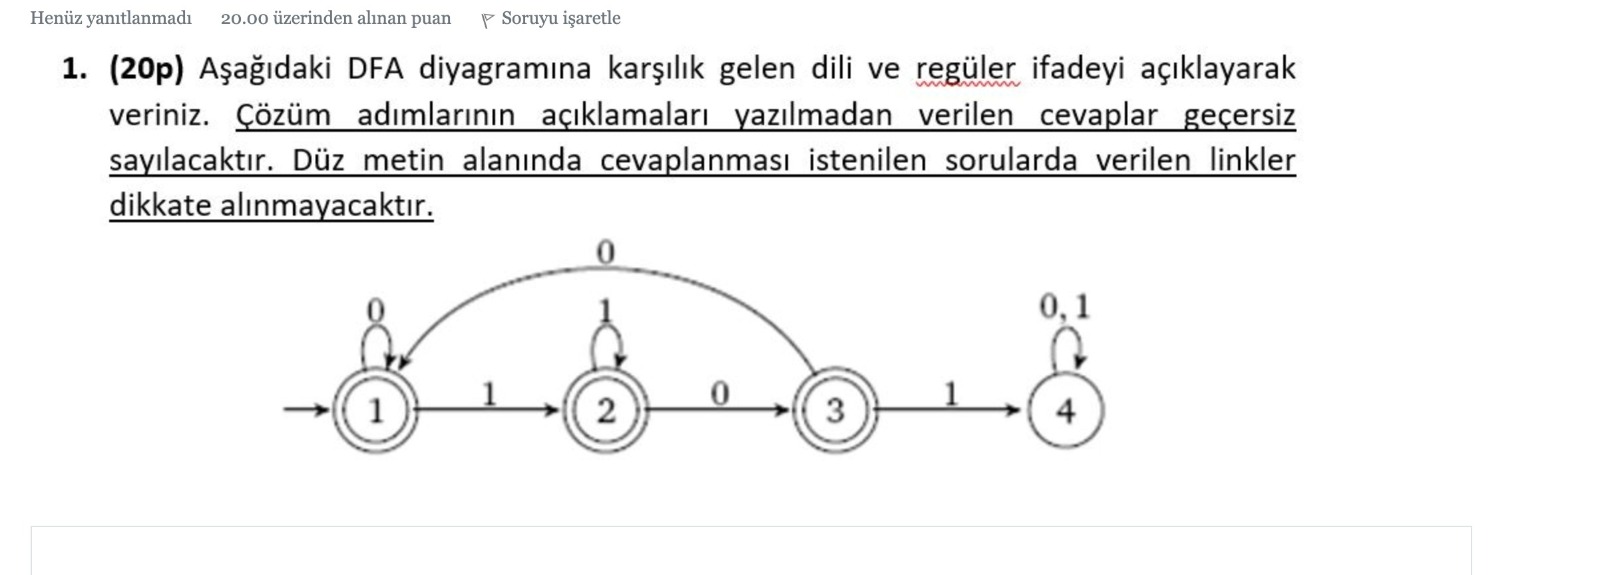 Henüz yanıtlanmadı 20.00 üzerinden alınan puan Soruyu işaretle
1. (20p) Aşağıdaki DFA diyagramına karşılık gelen dili ve regüler ifadeyi açıklayarak
veriniz. Çözüm adımlarının açıklamaları yazılmadan verilen cevaplar geçersiz
sayılacaktır. Düz metin alanında cevaplanması istenilen sorularda verilen linkler
dikkate alınmayacaktır.
0
0 1 0, 1
1 0 1
1 2 3 4